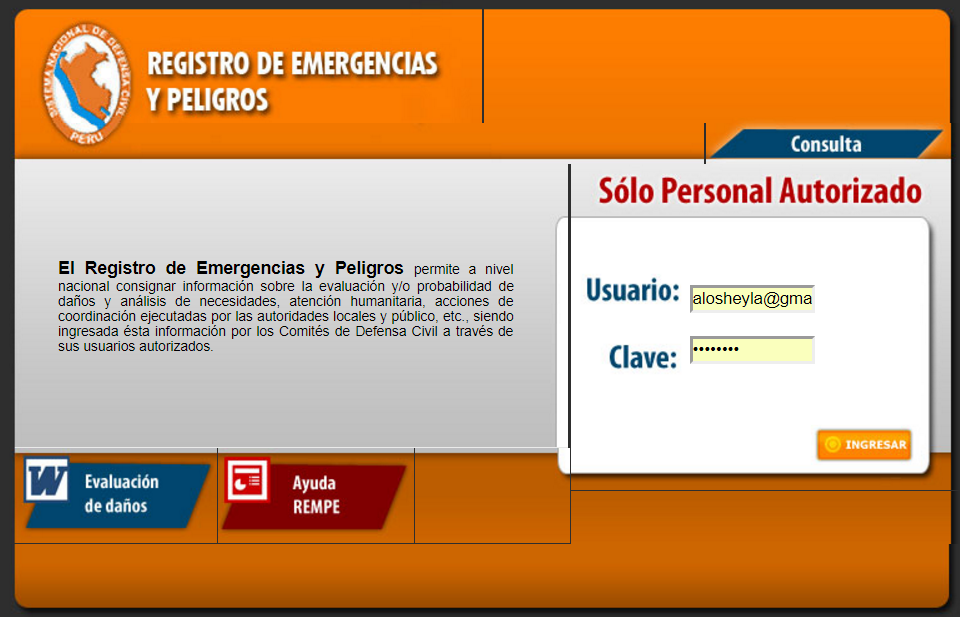 SISTEMA NACIONAL DE DEFENSA CIVIL
PERU
REGISTRO DE EMERGENCIAS
Y PELIGROS
Consulta
Sólo Personal Autorizado
El Registro de Emergencias y Peligros permite a nivel
nacional consignar información sobre la evaluación y/o probabilidad de
daños y análisis de necesidades, atención humanitaria, acciones de
coordinación ejecutadas por las autoridades locales y público, etc., siendo
ingresada ésta información por los Comités de Defensa Civil a través de
sus usuarios autorizados.
Usuario: alosheyla@gma
Clave: ••••••••
INGRESAR
W
Evaluación
de daños
Ayuda
REMPE